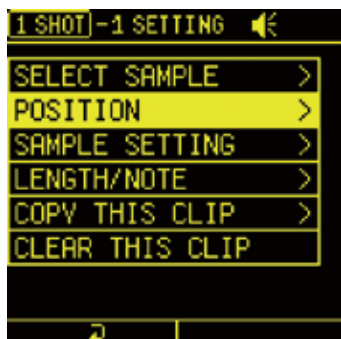 1 SHOT -1 SETTING
SELECT SAMPLE >
POSITION >
SAMPLE SETTING >
LENGTH/NOTE >
COPY THIS CLIP >
CLEAR THIS CLIP